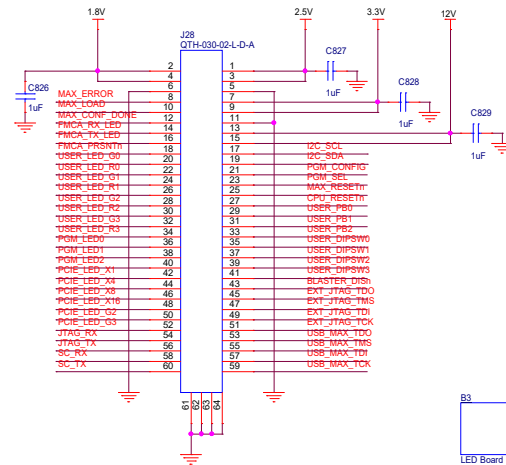 1.8V 2.5V 3.3V 12V
J28
QTH-030-02-L-D-A
C827
1uF
C828
1uF
C829
1uF
C826
1uF
2 1
4 3
6 5
MAX_ERROR 8 7
MAX_LOAD 10 9
MAX_CONF_DONE 12 11
FMCA_RX_LED 14 13
FMCA_TX_LED 16 15
FMCA_PRSNTn 18 17 I2C_SCL
USER_LED_G0 20 19 I2C_SDA
USER_LED_R0 22 21 PGM_CONFIG
USER_LED_G1 24 23 PGM_SEL
USER_LED_R1 26 25 MAX_RESETn
USER_LED_G2 28 27 CPU_RESETn
USER_LED_R2 30 29 USER_PB0
USER_LED_G3 32 31 USER_PB1
USER_LED_R3 34 33 USER_PB2
PGM_LED0 36 35 USER_DIPSW0
PGM_LED1 38 37 USER_DIPSW1
PGM_LED2 40 39 USER_DIPSW2
PCIE_LED_X1 42 41 USER_DIPSW3
PCIE_LED_X4 44 43 BLASTER_DISn
PCIE_LED_X8 46 45 EXT_JTAG_TDO
PCIE_LED_X16 48 47 EXT_JTAG_TMS
PCIE_LED_G2 50 49 EXT_JTAG_TDI
PCIE_LED_G3 52 51 EXT_JTAG_TCK
JTAG_RX 54 53 USB_MAX_TDO
JTAG_TX 56 55 USB_MAX_TMS
SC_RX 58 57 USB_MAX_TDI
SC_TX 60 59 USB_MAX_TCK
61 62 63 64
B3
LED Board